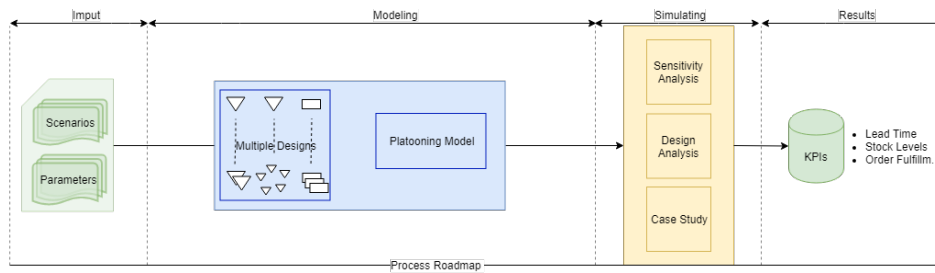 Input
Modeling
Simulating
Results
Scenarios
Parameters
Multiple Designs
Platooning Model
Sensitivity
Analysis
Design
Analysis
Case Study
KPIs
Lead Time
Stock Levels
Order Fulfillm.
Process Roadmap